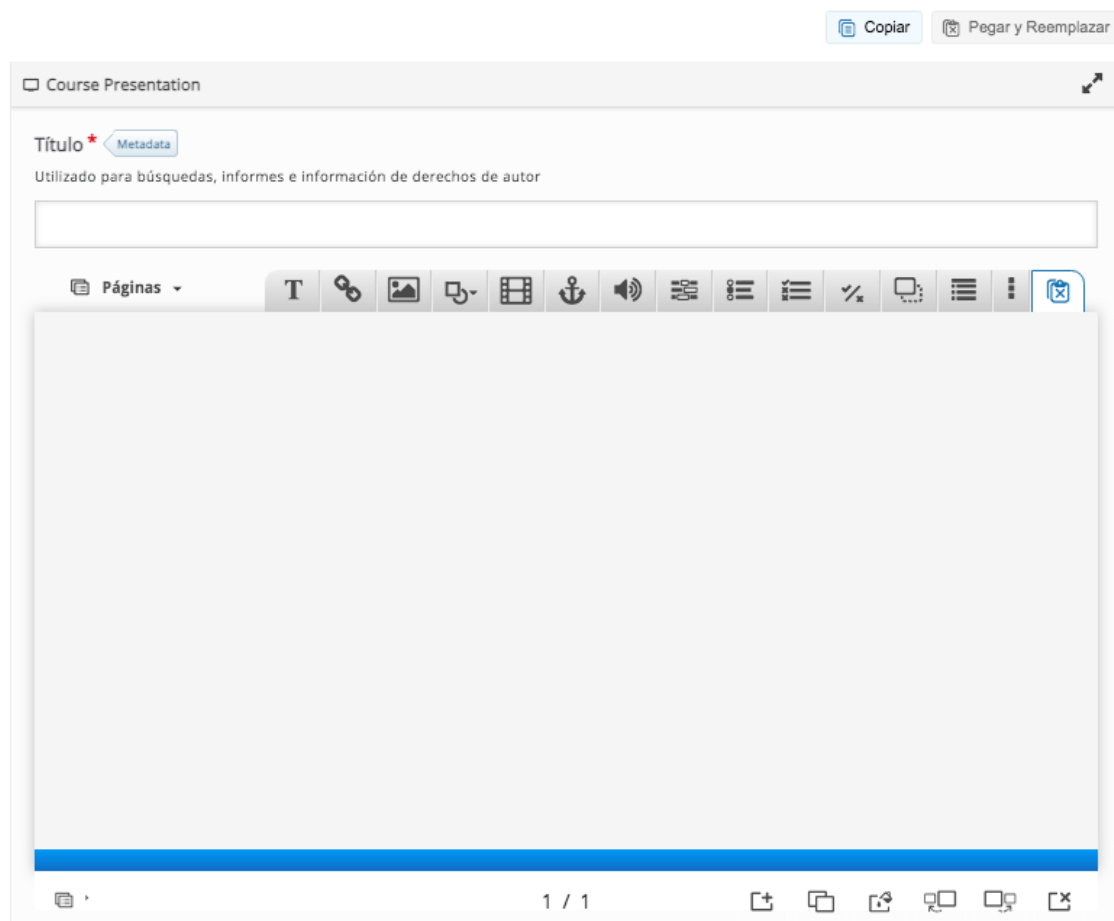 Copiar
Pegar y Reemplazar
Course Presentation
Título * Metadata
Utilizado para búsquedas, informes e información de derechos de autor
Páginas
T
1 / 1